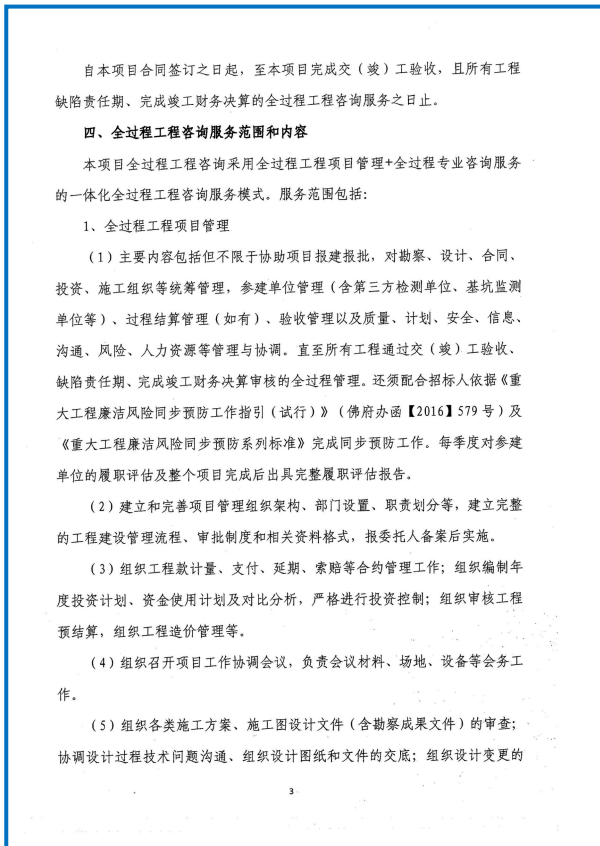 自本项目合同签订之日起，至本项目完成交（竣）工验收，且所有工程
缺陷责任期、完成竣工财务决算的全过程工程咨询服务之日止。
四、全过程工程咨询服务范围和内容
本项目全过程工程咨询采用全过程工程项目管理+全过程专业咨询服务
的一体化全过程工程咨询服务模式。服务范围包括：
1、全过程工程项目管理
（1）主要内容包括但不限于协助项目报建报批，对勘察、设计、合同、
投资、施工组织等统筹管理，参建单位管理（含第三方检测单位、基坑监测
单位等）、过程结算管理（如有）、验收管理以及质量、计划、安全、信息、
沟通、风险、人力资源等管理与协调。直至所有工程通过交（竣）工验收、
缺陷责任期、完成竣工财务决算审核的全过程管理。还须配合招标人依据《重
大工程廉洁风险同步预防工作指引（试行）》（佛府办函【2016】579号）及
《重大工程廉洁风险同步预防系列标准》完成同步预防工作。每季度对参建
单位的履职评估及整个项目完成后出具完整履职评估报告。
（2）建立和完善项目管理组织架构、部门设置、职责划分等，建立完整
的工程建设管理流程、审批制度和相关资料格式，报委托人备案后实施。
（3）组织工程款计量、支付、延期、索赔等合约管理工作；组织编制年
度投资计划、资金使用计划及对比分析，严格进行投资控制；组织审核工程
预结算，组织工程造价管理等。
（4）组织召开项目工作协调会议，负责会议材料、场地、设备等会务工
作。
（5）组织各类施工方案、施工图设计文件（含勘察成果文件）的审查；
协调设计过程技术问题沟通、组织设计图纸和文件的交底；组织设计变更的
3